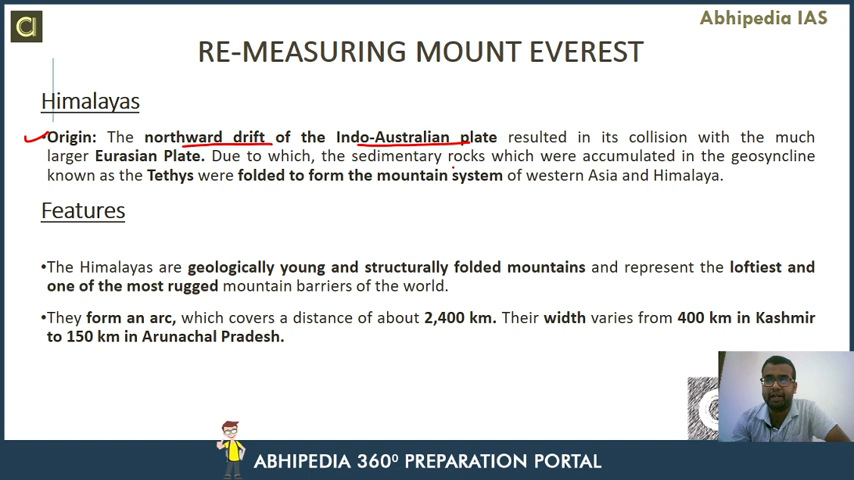 Abhipedia IAS
RE-MEASURING MOUNT EVEREST
Himalayas
•Origin: The northward drift of the Indo-Australian plate resulted in its collision with the much
larger Eurasian Plate. Due to which, the sedimentary rocks which were accumulated in the geosyncline
known as the Tethys were folded to form the mountain system of western Asia and Himalaya.
Features
•The Himalayas are geologically young and structurally folded mountains and represent the loftiest and
one of the most rugged mountain barriers of the world.
•They form an arc, which covers a distance of about 2,400 km. Their width varies from 400 km in Kashmir
to 150 km in Arunachal Pradesh.
ABHIPEDIA 360⁰ PREPARATION PORTAL